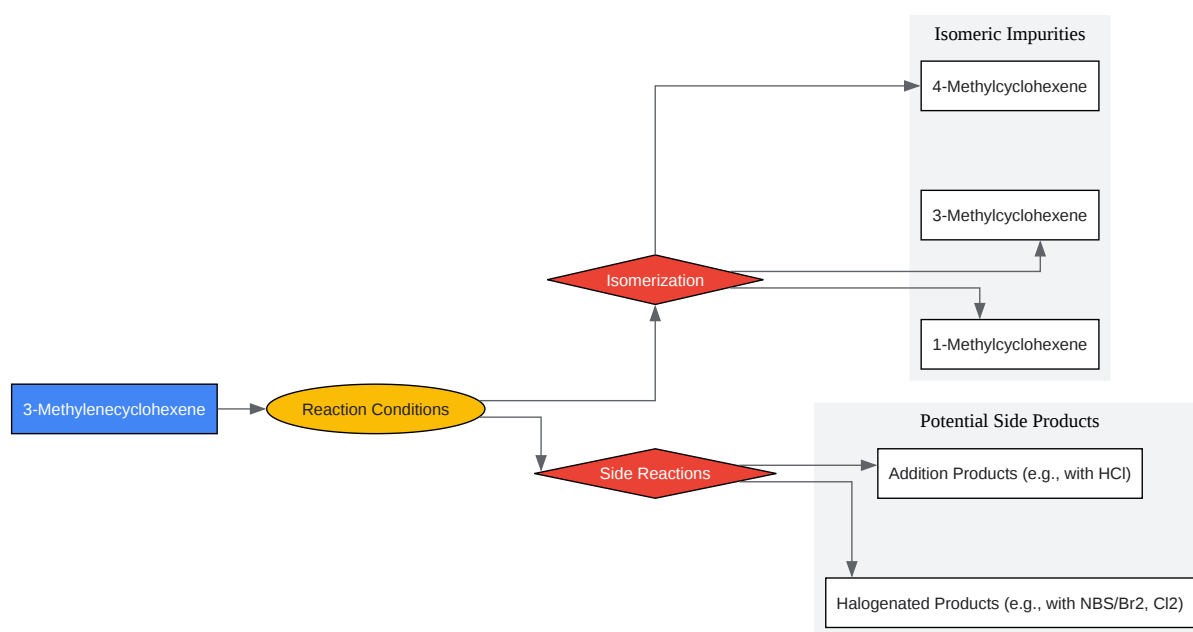 Isomeric Impurities
4-Methylcyclohexene
3-Methylcyclohexene
Isomerization
1-Methylcyclohexene
3-Methylenecyclohexene
Reaction Conditions
Potential Side Products
Side Reactions
Addition Products (e.g., with HCl)
Halogenated Products (e.g., with NBS/Br2, Cl2)